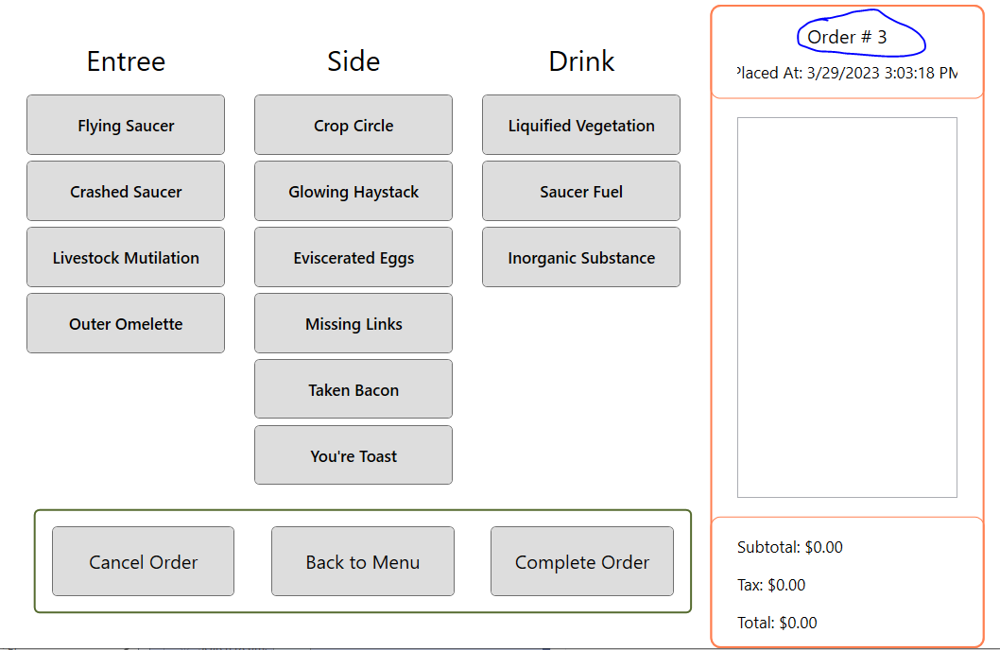 Entree
Flying Saucer
Crashed Saucer
Livestock Mutilation
Outer Omelette
Side
Crop Circle
Glowing Haystack
Eviscerated Eggs
Missing Links
Taken Bacon
You're Toast
Drink
Liquified Vegetation
Saucer Fuel
Inorganic Substance
Cancel Order
Back to Menu
Complete Order
Order # 3
Placed At: 3/29/2023 3:03:18 PM
Subtotal: $0.00
Tax: $0.00
Total: $0.00